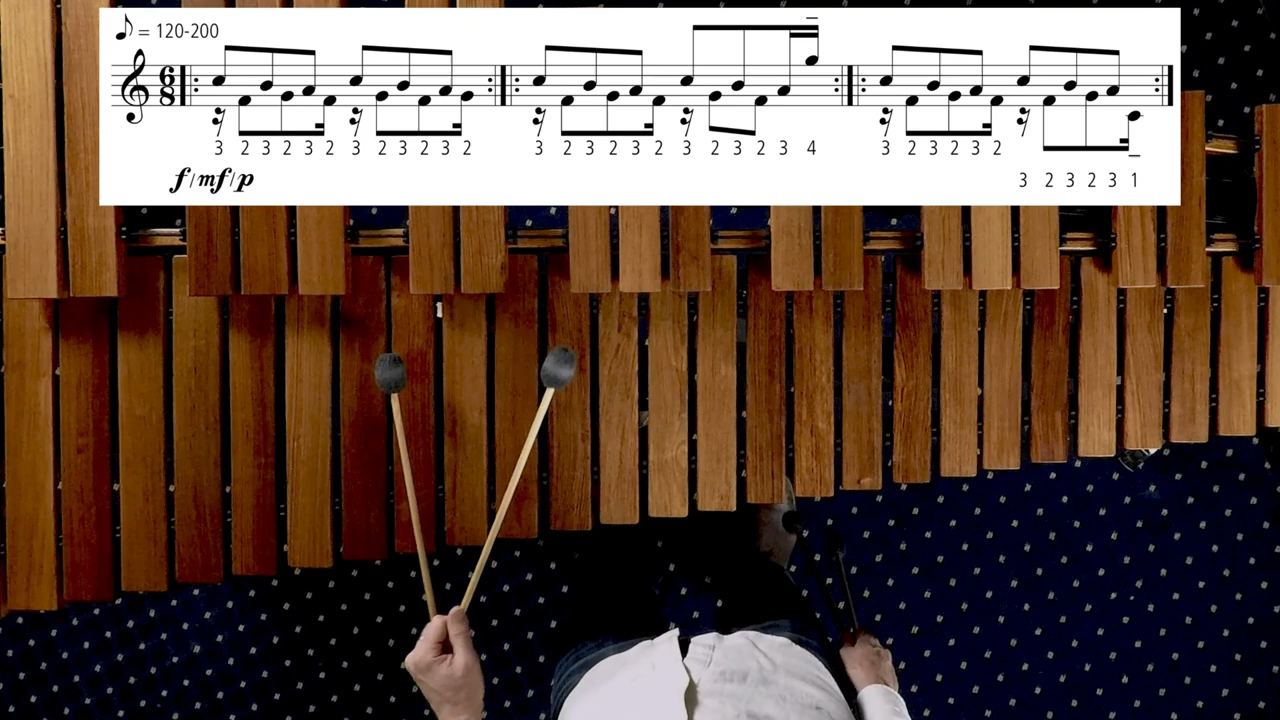 ♪ = 120-200
6
8
3 2 3 2 3 2 3 2 3 2 3 2 3 2 3 2 3 2 3 2 3 2 3 4 3 2 3 2 3 2
f/mf/p 3 2 3 2 3 1